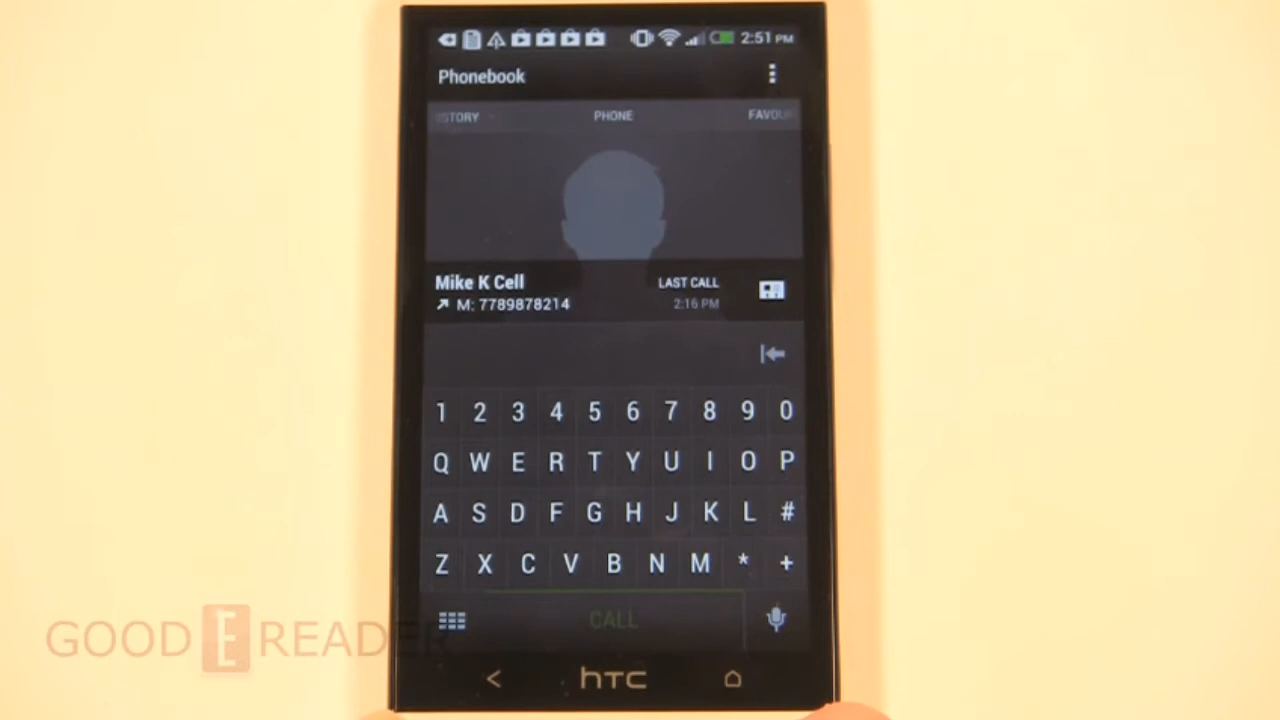 2:51 PM
Phonebook
STORY PHONE FAVOU
Mike K Cell LAST CALL
M: 7789878214 2:16 PM
1 2 3 4 5 6 7 8 9 0
Q W E R T Y U I O P
A S D F G H J K L #
Z X C V B N M * +
CALL
GOOD E READER
hTC